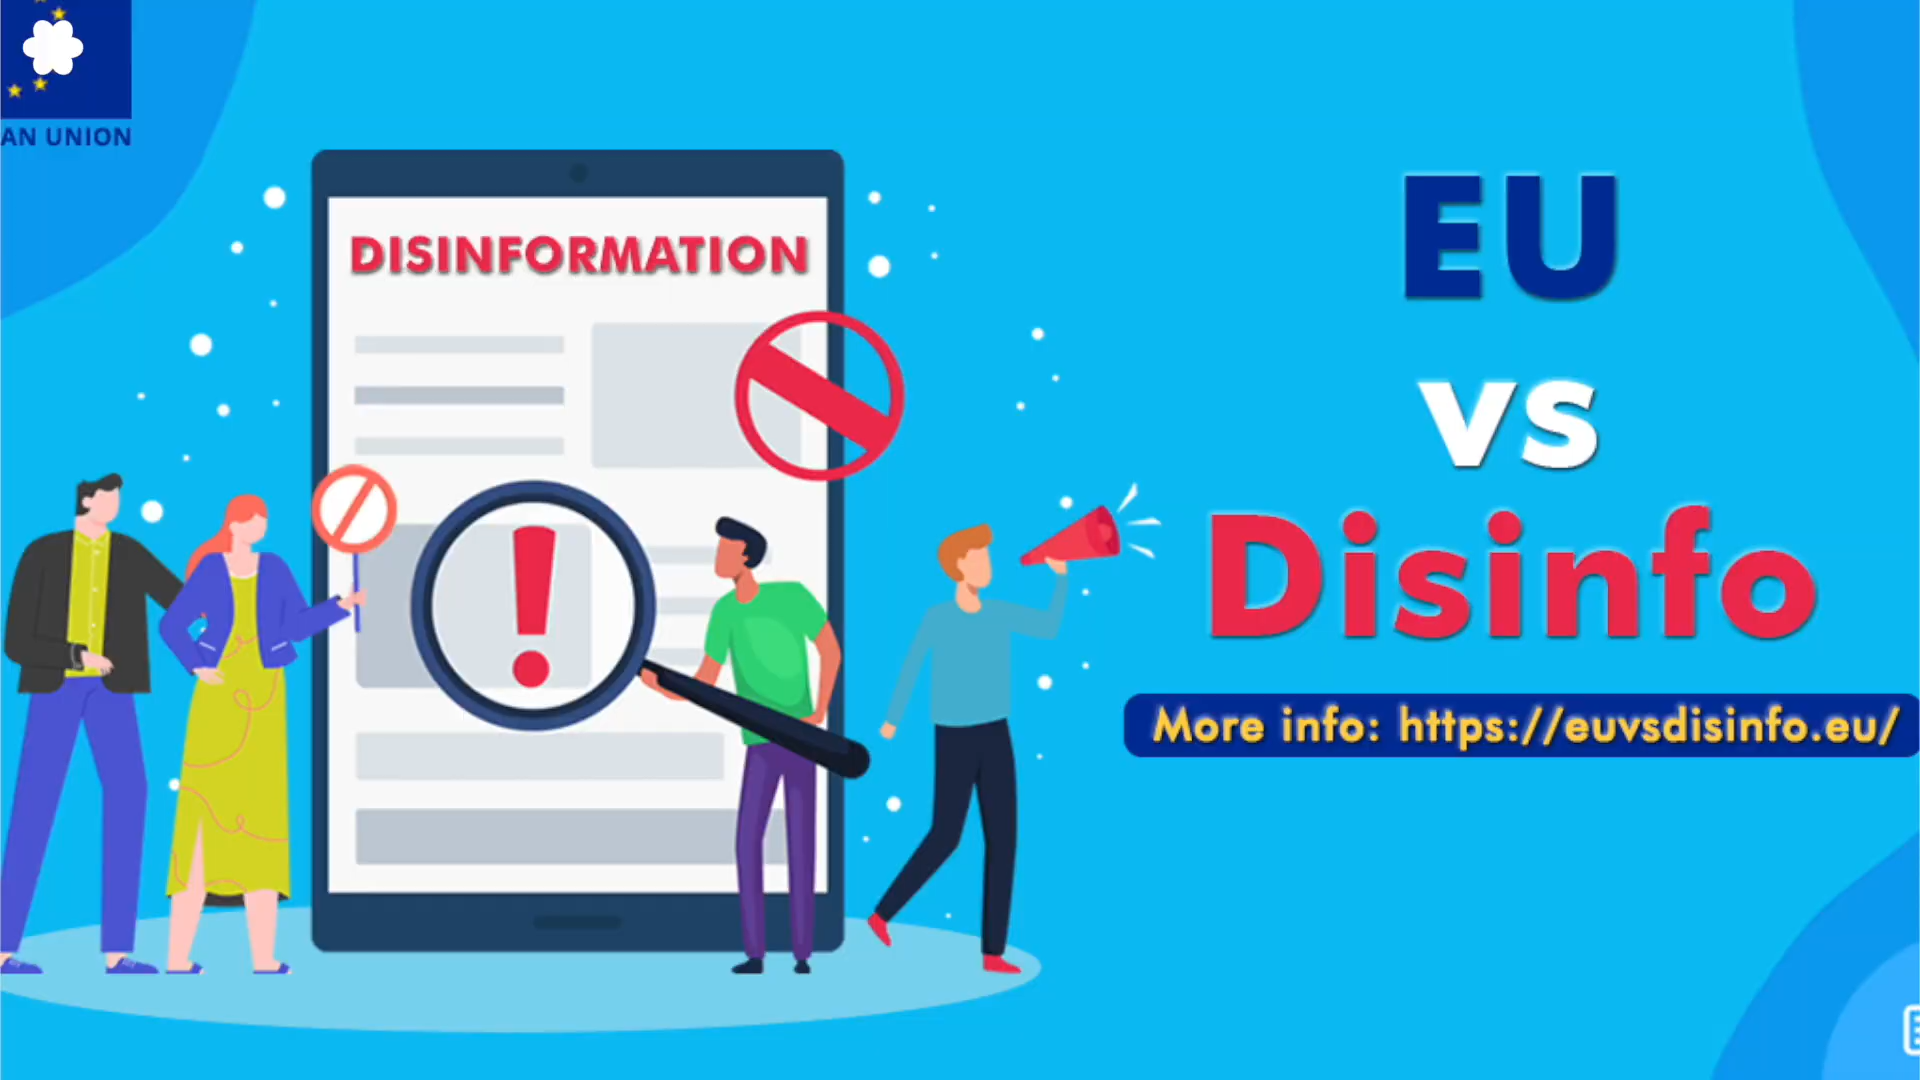 AN UNION
DISINFORMATION
EU
vs
Disinfo
More info: https://euvsdisinfo.eu/